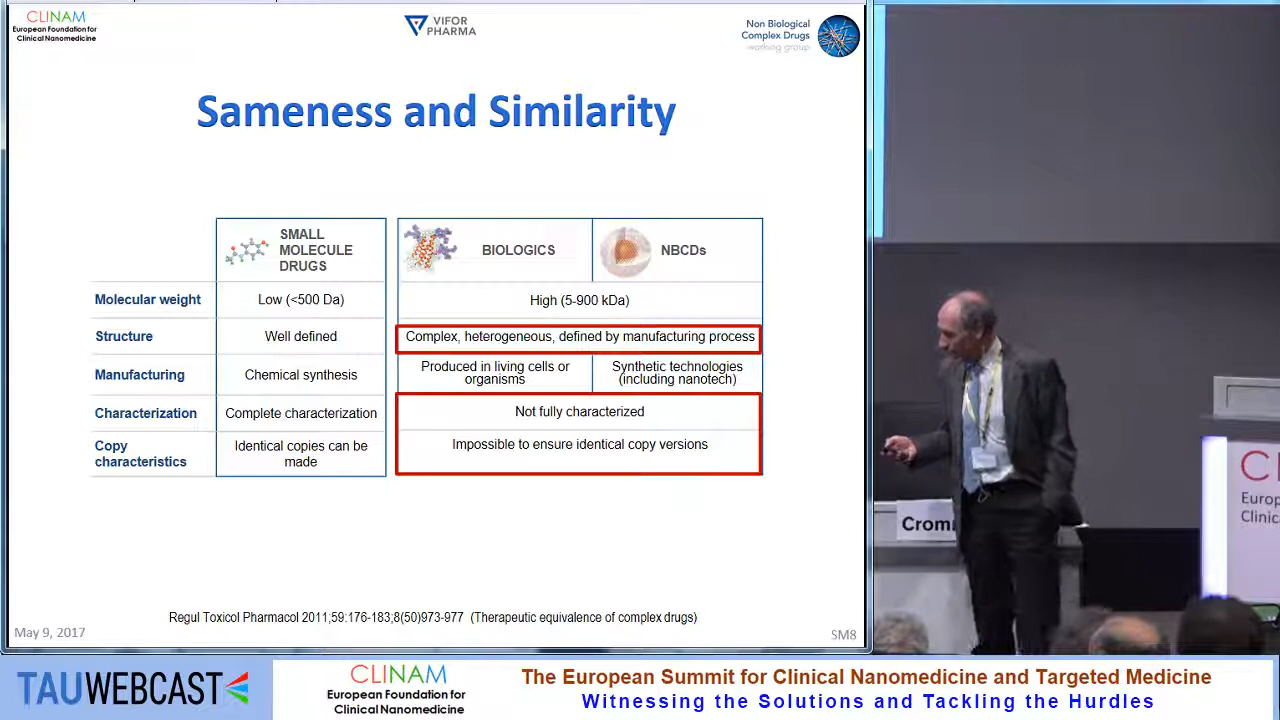 CLINAM
European Foundation for
Clinical Nanomedicine
VIFOR
PHARMA
Non Biological
Complex Drugs
working group
Sameness and Similarity
SMALL
MOLECULE
DRUGS
BIOLOGICS
NBCDs
Molecular weight
Low (<500 Da)
High (5-900 kDa)
Structure
Well defined
Complex, heterogeneous, defined by manufacturing process
Manufacturing
Chemical synthesis
Produced in living cells or
organisms
Synthetic technologies
(including nanotech)
Characterization
Complete characterization
Not fully characterized
Copy
characteristics
Identical copies can be
made
Impossible to ensure identical copy versions
Regul Toxicol Pharmacol 2011;59:176-183;8(50)973-977 (Therapeutic equivalence of complex drugs)
May 9, 2017
SM8
Crom
CL
Europ
Clinic
TAUWEBCAST
CLINAM
European Foundation for
Clinical Nanomedicine
The European Summit for Clinical Nanomedicine and Targeted Medicine
Witnessing the Solutions and Tackling the Hurdles